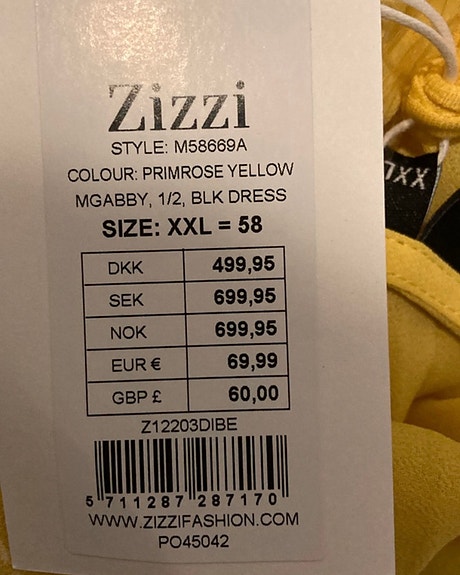 Zizzi
STYLE: M58669A
COLOUR: PRIMROSE YELLOW
MGABBY, 1/2, BLK DRESS
SIZE: XXL = 58
DKK 499,95
SEK 699,95
NOK 699,95
EUR € 69,99
GBP £ 60,00
Z12203DIBE
5 711287 287170
WWW.ZIZZIFASHION.COM
PO45042
XXL